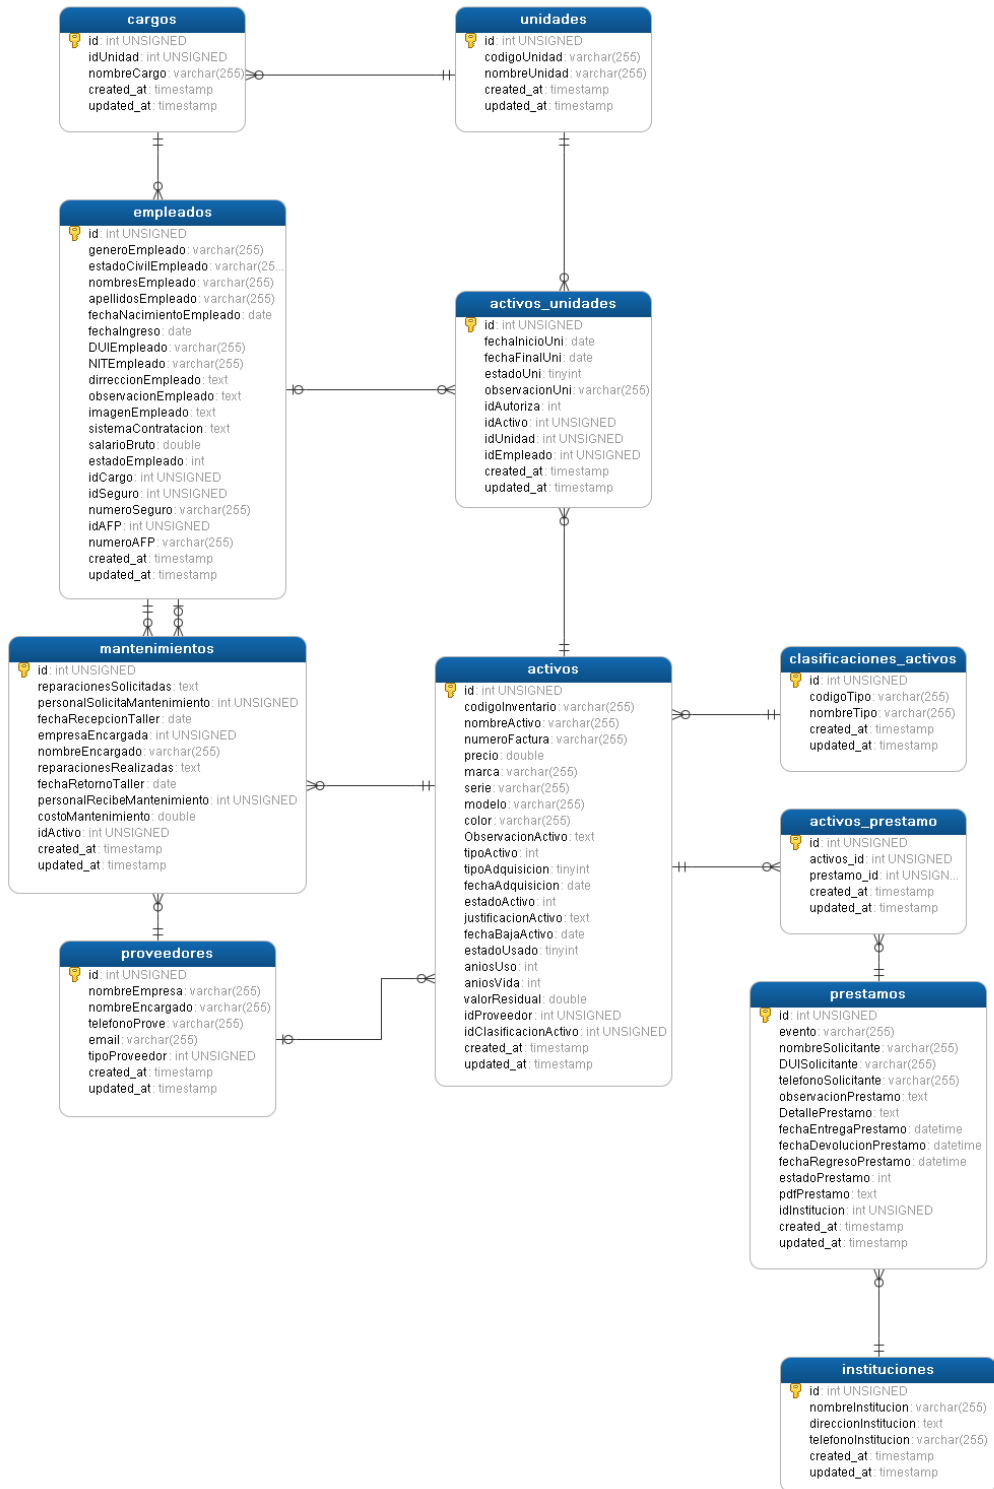 cargos
id: int UNSIGNED
idUnidad: int UNSIGNED
nombreCargo: varchar(255)
created_at: timestamp
updated_at: timestamp
unidades
id: int UNSIGNED
codigoUnidad: varchar(255)
nombreUnidad: varchar(255)
created_at: timestamp
updated_at: timestamp
empleados
id: int UNSIGNED
generoEmpleado: varchar(255)
estadoCivilEmpleado: varchar(25...
nombresEmpleado: varchar(255)
apellidosEmpleado: varchar(255)
fechaNacimientoEmpleado: date
fechaIngreso: date
DUIEmpleado: varchar(255)
NITEmpleado: varchar(255)
dirreccionEmpleado: text
observacionEmpleado: text
imagenEmpleado: text
sistemaContratacion: text
salarioBruto: double
estadoEmpleado: int
idCargo: int UNSIGNED
idSeguro: int UNSIGNED
numeroSeguro: varchar(255)
idAFP: int UNSIGNED
numeroAFP: varchar(255)
created_at: timestamp
updated_at: timestamp
activos_unidades
id: int UNSIGNED
fechaInicioUni: date
fechaFinalUni: date
estadoUni: tinyint
observacionUni: varchar(255)
idAutoriza: int
idActivo: int UNSIGNED
idUnidad: int UNSIGNED
idEmpleado: int UNSIGNED
created_at: timestamp
updated_at: timestamp
mantenimientos
id: int UNSIGNED
reparacionesSolicitadas: text
personalSolicitaMantenimiento: int UNSIGNED
fechaRecepcionTaller: date
empresaEncargada: int UNSIGNED
nombreEncargado: varchar(255)
reparacionesRealizadas: text
fechaRetornoTaller: date
personalRecibeMantenimiento: int UNSIGNED
costoMantenimiento: double
idActivo: int UNSIGNED
created_at: timestamp
updated_at: timestamp
activos
id: int UNSIGNED
codigoInventario: varchar(255)
nombreActivo: varchar(255)
numeroFactura: varchar(255)
precio: double
marca: varchar(255)
serie: varchar(255)
modelo: varchar(255)
color: varchar(255)
ObservacionActivo: text
tipoActivo: int
tipoAdquisicion: tinyint
fechaAdquisicion: date
estadoActivo: int
justificacionActivo: text
fechaBajaActivo: date
estadoUsado: tinyint
aniosUso: int
aniosVida: int
valorResidual: double
idProveedor: int UNSIGNED
idClasificacionActivo: int UNSIGNED
created_at: timestamp
updated_at: timestamp
clasificaciones_activos
id: int UNSIGNED
codigoTipo: varchar(255)
nombreTipo: varchar(255)
created_at: timestamp
updated_at: timestamp
activos_prestamo
id: int UNSIGNED
activos_id: int UNSIGNED
prestamo_id: int UNSIGN...
created_at: timestamp
updated_at: timestamp
proveedores
id: int UNSIGNED
nombreEmpresa: varchar(255)
nombreEncargado: varchar(255)
telefonoProve: varchar(255)
email: varchar(255)
tipoProveedor: int UNSIGNED
created_at: timestamp
updated_at: timestamp
prestamos
id: int UNSIGNED
evento: varchar(255)
nombreSolicitante: varchar(255)
DUISolicitante: varchar(255)
telefonoSolicitante: varchar(255)
observacionPrestamo: text
DetallePrestamo: text
fechaEntregaPrestamo: datetime
fechaDevolucionPrestamo: datetime
fechaRegresoPrestamo: datetime
estadoPrestamo: int
pdfPrestamo: text
idInstitucion: int UNSIGNED
created_at: timestamp
updated_at: timestamp
instituciones
id: int UNSIGNED
nombreInstitucion: varchar(255)
direccionInstitucion: text
telefonoInstitucion: varchar(255)
created_at: timestamp
updated_at: timestamp